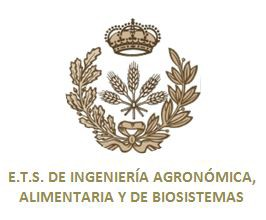 E.T.S. DE INGENIERÍA AGRONÓMICA,
ALIMENTARIA Y DE BIOSISTEMAS